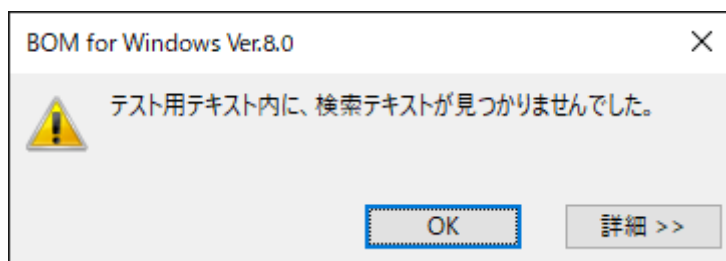 BOM for Windows Ver.8.0
テスト用テキスト内に、検索テキストが見つかりませんでした。
OK
詳細 >>